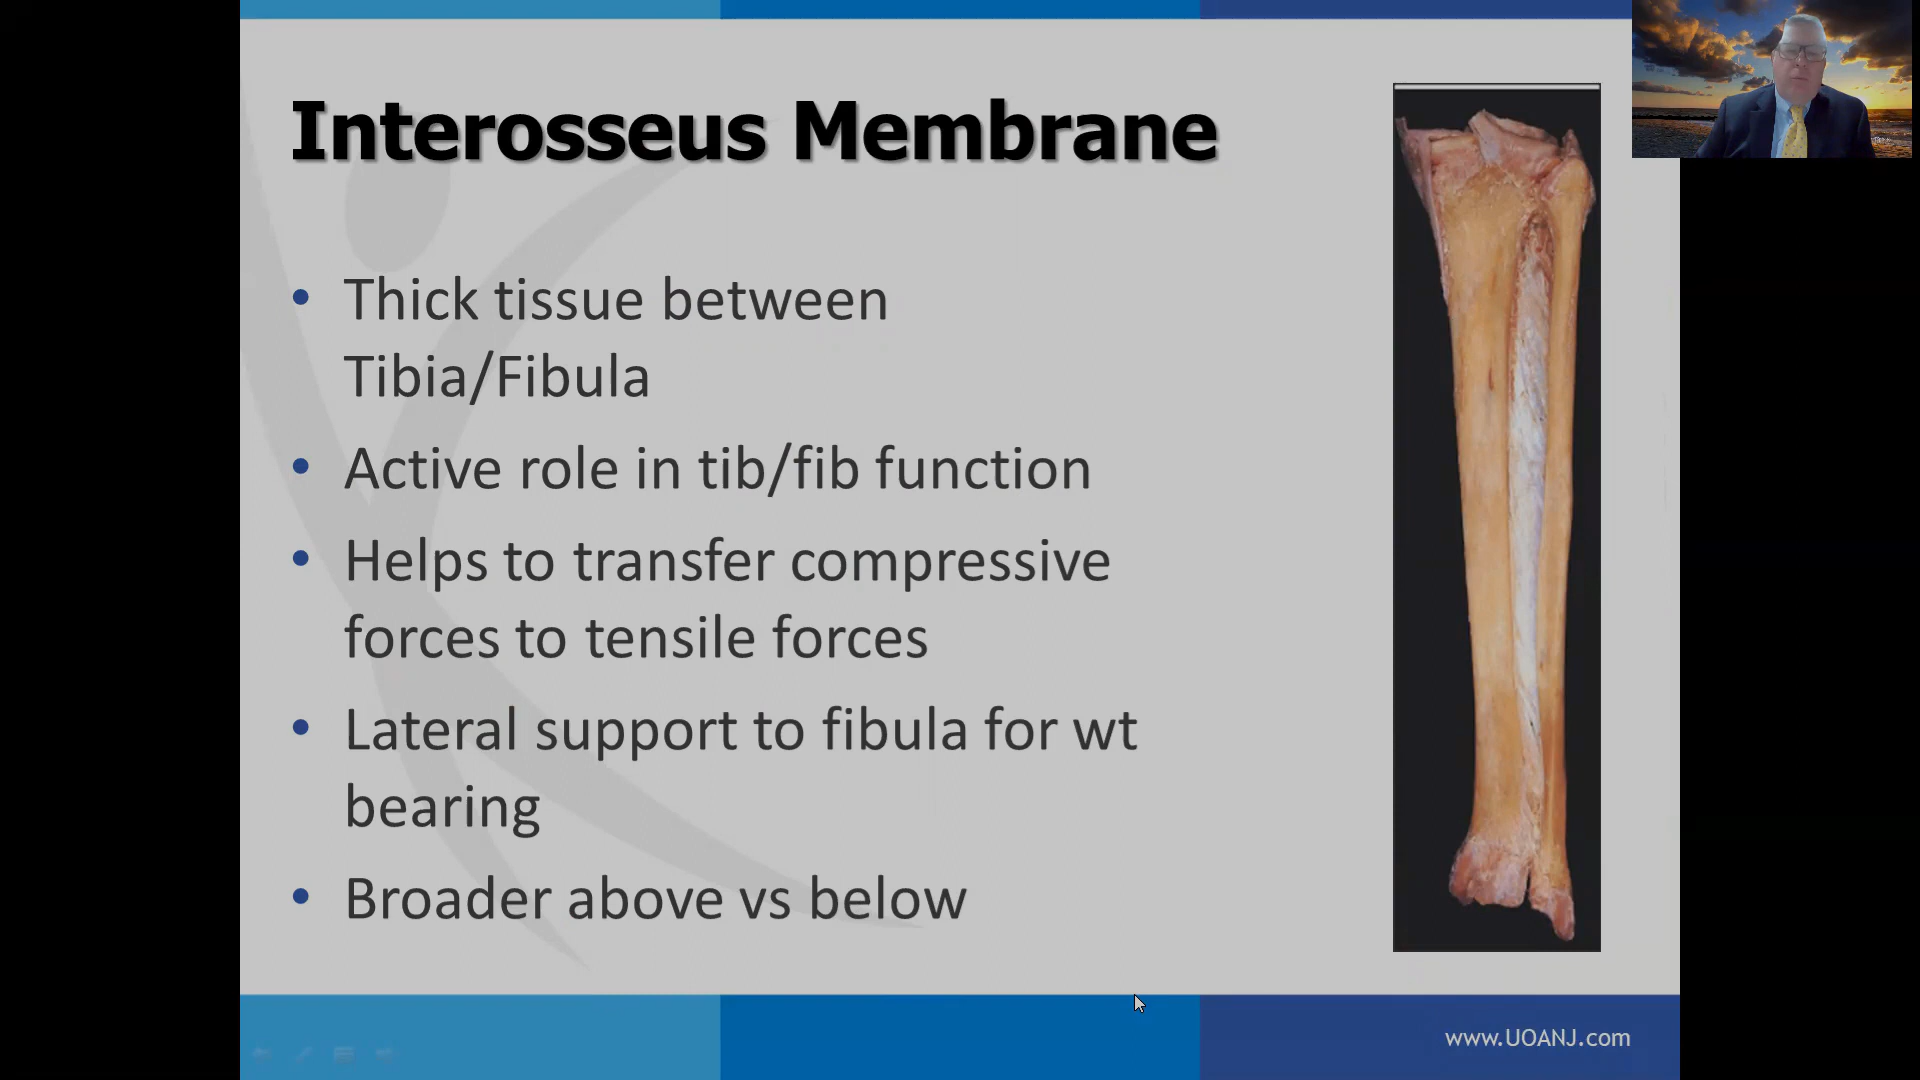 Interosseus Membrane
• Thick tissue between
Tibia/Fibula
• Active role in tib/fib function
• Helps to transfer compressive
forces to tensile forces
• Lateral support to fibula for wt
bearing
• Broader above vs below
www.UOANJ.com